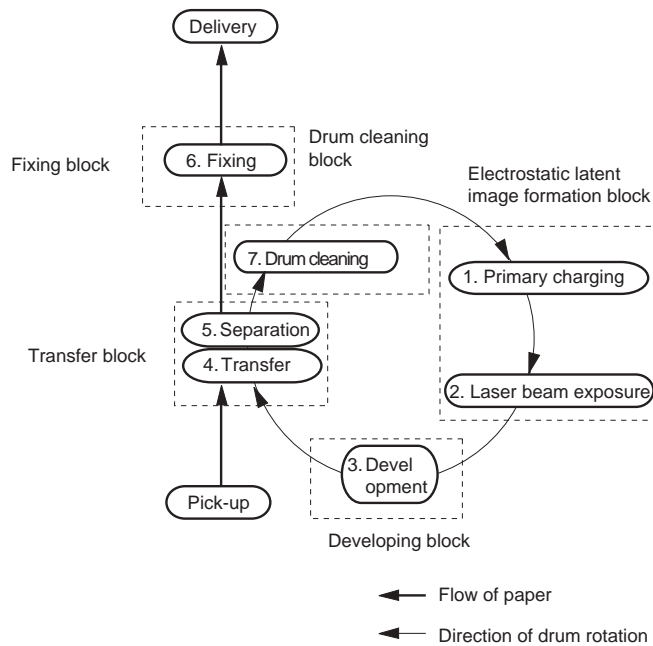 Delivery
Drum cleaning
block
Fixing block
6. Fixing
Electrostatic latent
image formation block
7. Drum cleaning
1. Primary charging
5. Separation
Transfer block
4. Transfer
2. Laser beam exposure
3. Devel
opment
Pick-up
Developing block
Flow of paper
Direction of drum rotation